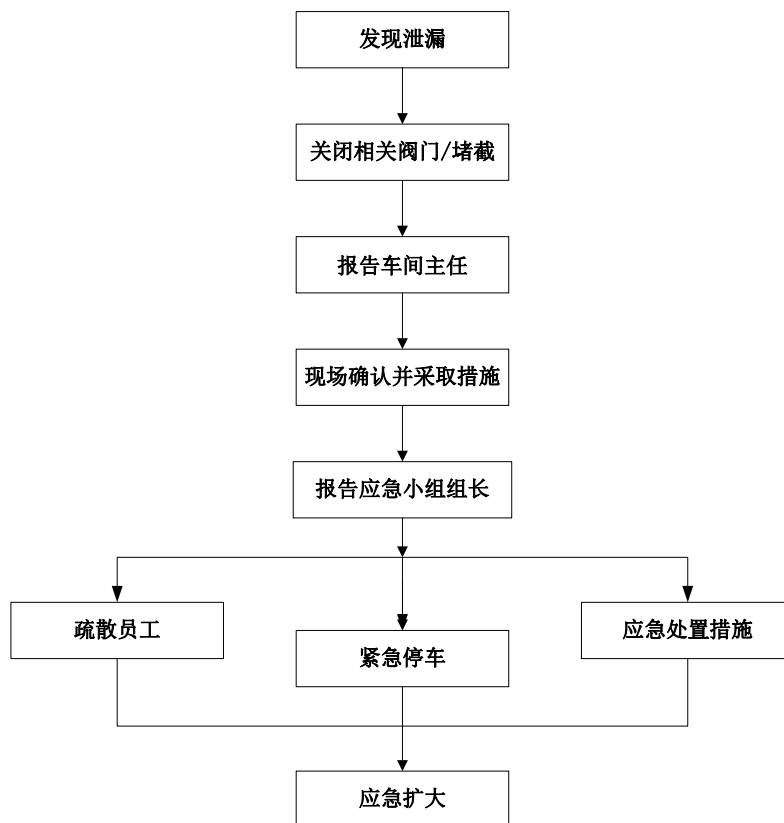 发现泄漏
关闭相关阀门/堵截
报告车间主任
现场确认并采取措施
报告应急小组组长
疏散员工
紧急停车
应急处置措施
应急扩大